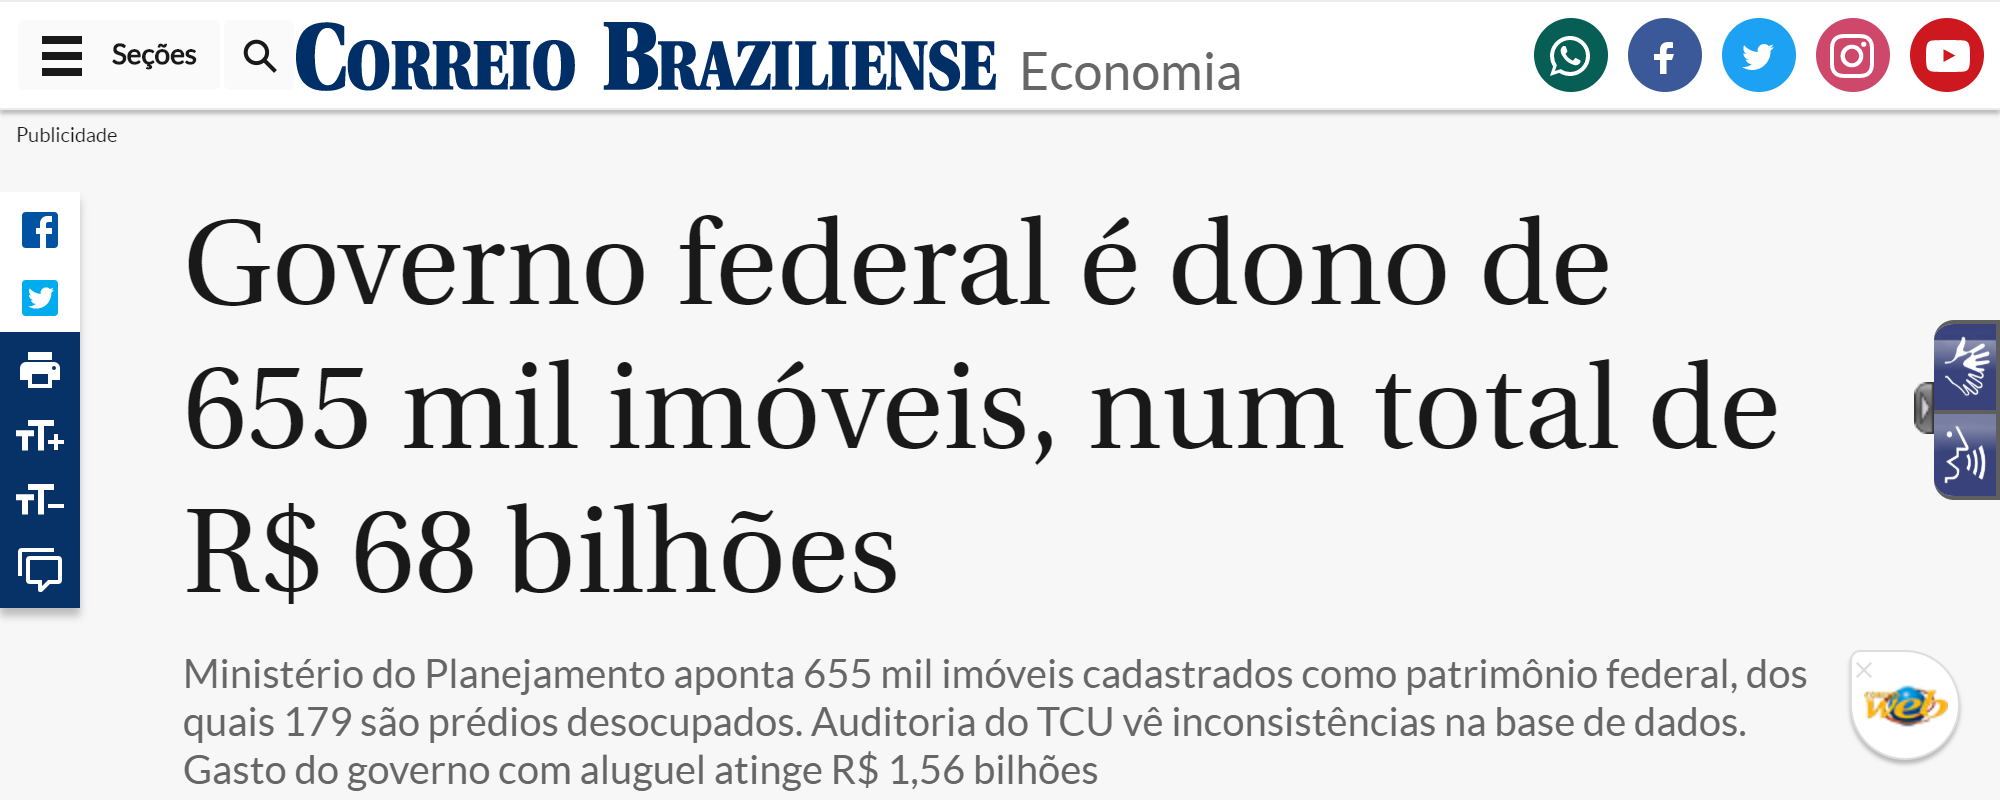 Seções
CORREIO BRAZILIENSE Economia
Publicidade
Governo federal é dono de
655 mil imóveis, num total de
R$ 68 bilhões
Ministério do Planejamento aponta 655 mil imóveis cadastrados como patrimônio federal, dos
quais 179 são prédios desocupados. Auditoria do TCU vê inconsistências na base de dados.
Gasto do governo com aluguel atinge R$ 1,56 bilhões
TT+
TT-
web